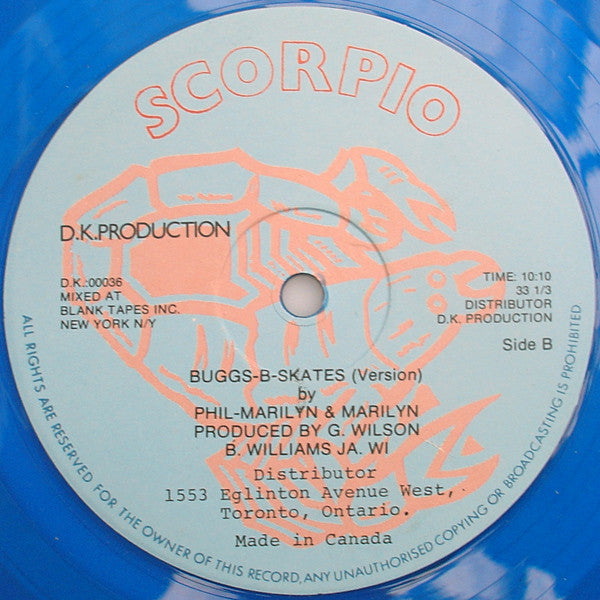 SCORPIO
D.K.PRODUCTION
D.K.:00036
MIXED AT
BLANK TAPES INC.
NEW YORK N/Y
TIME: 10:10
33 1/3
DISTRIBUTOR
D.K. PRODUCTION
Side B
BUGGS-B-SKATES (Version)
by
PHIL-MARILYN & MARILYN
PRODUCED BY G. WILSON
B. WILLIAMS JA. WI
Distributor
1553 Eglinton Avenue West,
Toronto, Ontario.
Made in Canada
ALL RIGHTS ARE RESERVED FOR THE OWNER OF THIS RECORD, ANY UNAUTHORISED COPYING OR BROADCASTING IS PROHIBITED